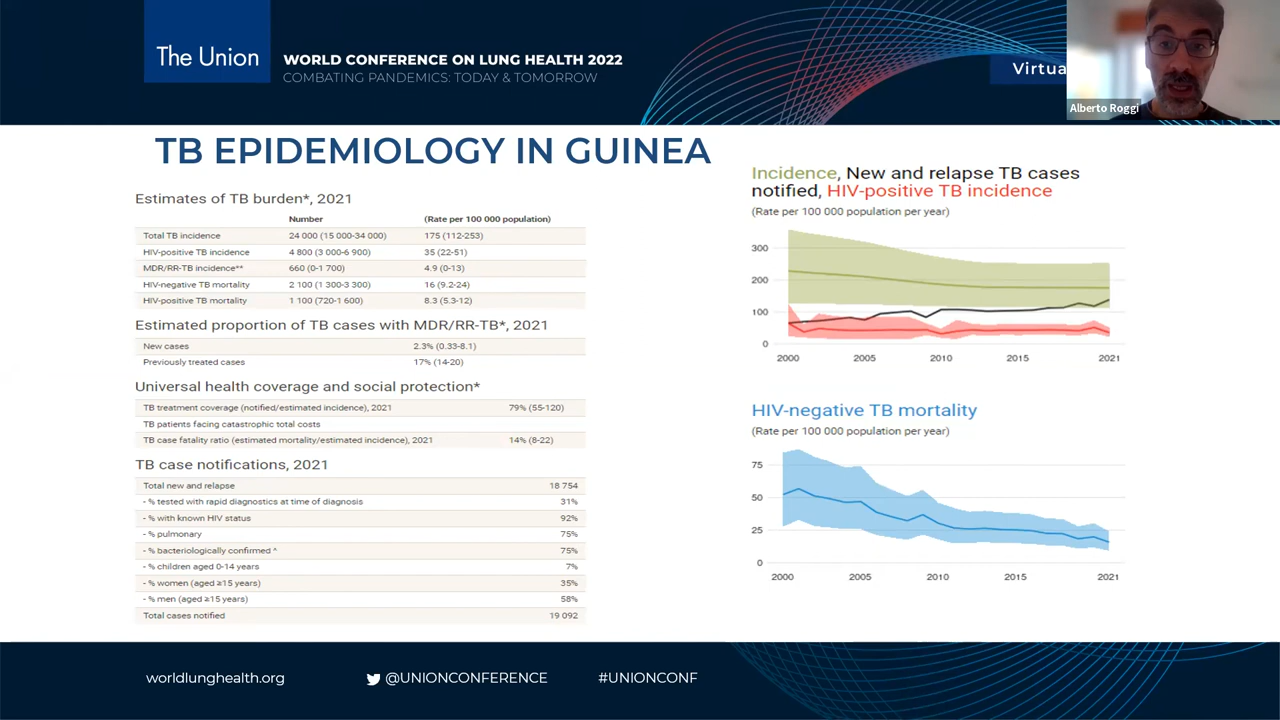 The Union
WORLD CONFERENCE ON LUNG HEALTH 2022
COMBATING PANDEMICS: TODAY & TOMORROW
Virtua
Alberto Roggi
TB EPIDEMIOLOGY IN GUINEA
Estimates of TB burden*, 2021
Number (Rate per 100 000 population)
Total TB incidence 24 000 (15 000-34 000) 175 (112-253)
HIV-positive TB incidence 4 800 (3 000-6 900) 35 (22-51)
MDR/RR-TB incidence** 660 (0-1 700) 4.9 (0-13)
HIV-negative TB mortality 2 100 (1 300-3 300) 16 (9.2-24)
HIV-positive TB mortality 1 100 (720-1 600) 8.3 (5.3-12)
Estimated proportion of TB cases with MDR/RR-TB*, 2021
New cases 2.3% (0.33-8.1)
Previously treated cases 17% (14-20)
Universal health coverage and social protection*
TB treatment coverage (notified/estimated incidence), 2021 79% (55-120)
TB patients facing catastrophic total costs
TB case fatality ratio (estimated mortality/estimated incidence), 2021 14% (8-22)
TB case notifications, 2021
Total new and relapse 18 754
- % tested with rapid diagnostics at time of diagnosis 31%
- % with known HIV status 92%
- % pulmonary 75%
- % bacteriologically confirmed ^ 75%
- % children aged 0-14 years 7%
- % women (aged ≥15 years) 35%
- % men (aged ≥15 years) 58%
Total cases notified 19 092
Incidence, New and relapse TB cases
notified, HIV-positive TB incidence
(Rate per 100 000 population per year)
300
200
100
0
2000 2005 2010 2015 2021
HIV-negative TB mortality
(Rate per 100 000 population per year)
75
50
25
0
2000 2005 2010 2015 2021
worldlunghealth.org @UNIONCONFERENCE #UNIONCONF